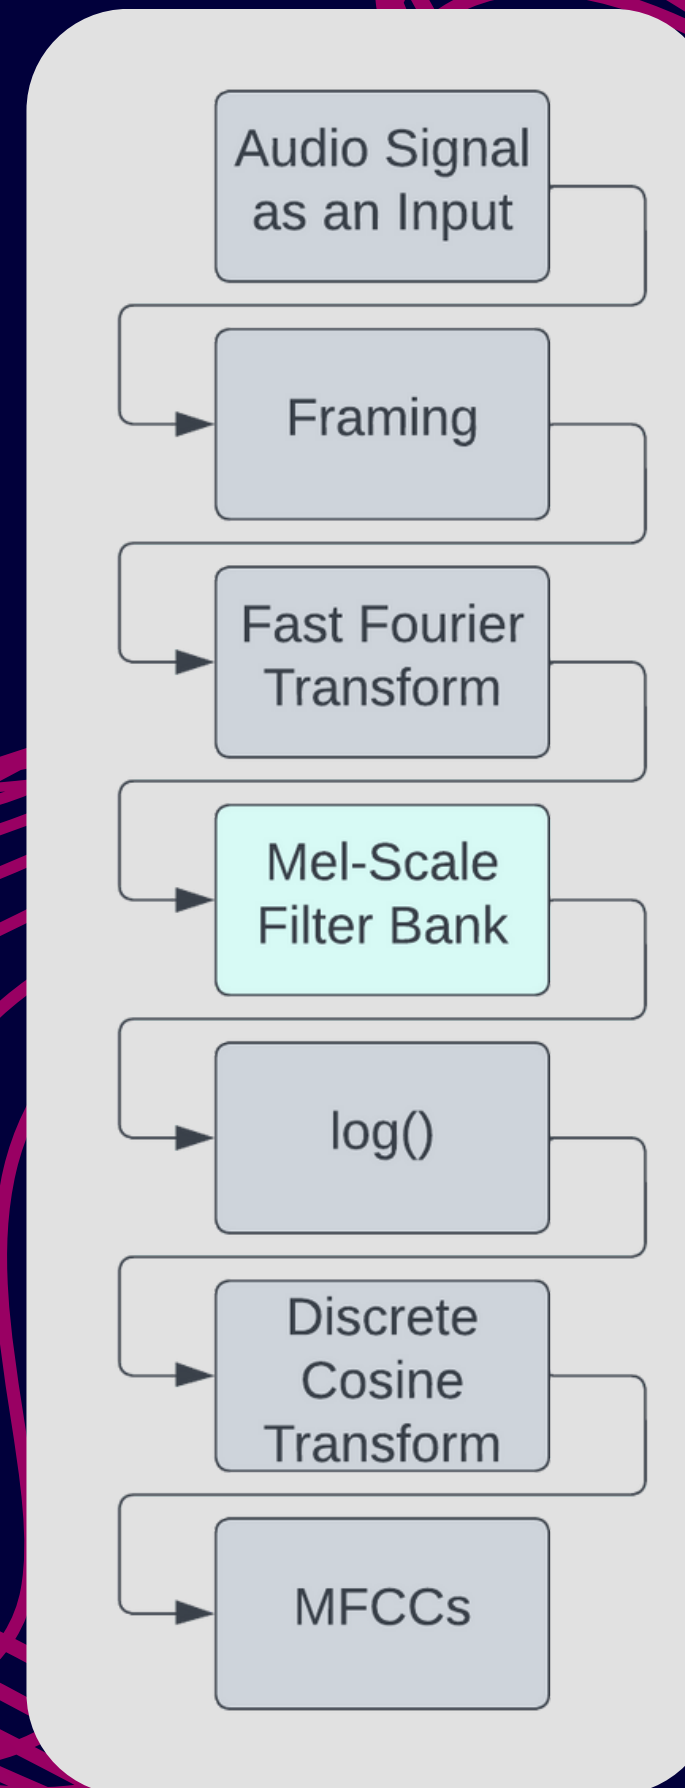 Audio Signal
as an Input
Framing
Fast Fourier
Transform
Mel-Scale
Filter Bank
log()
Discrete
Cosine
Transform
MFCCs